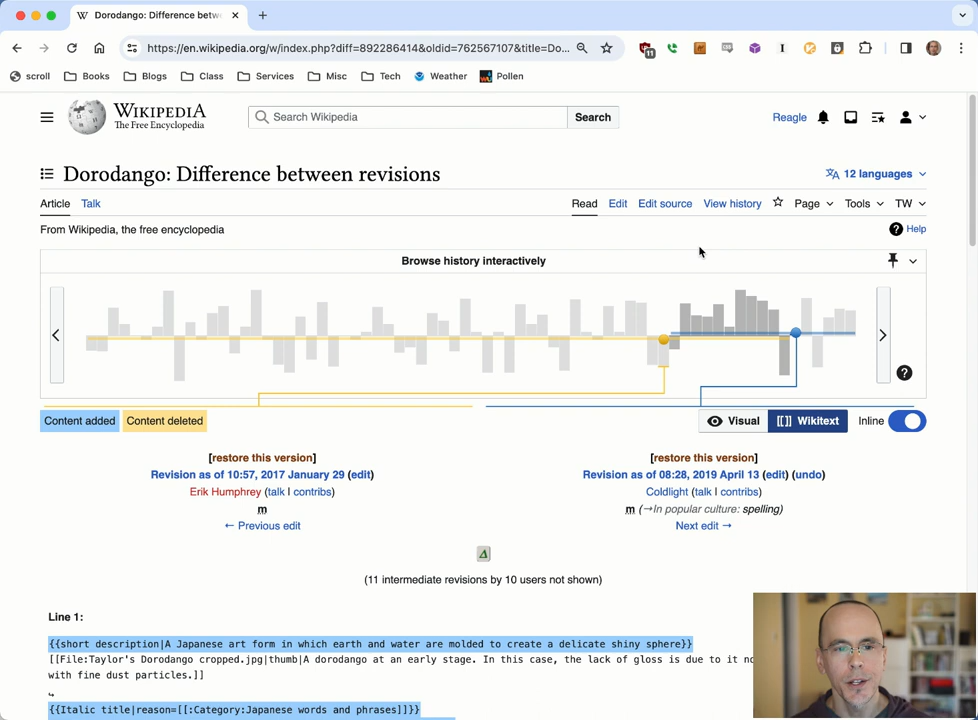 Dorodango: Difference betw
https://en.wikipedia.org/w/index.php?diff=892286414&oldid=762567107&title=Do...
11
scroll Books Blogs Class Services Misc Tech Weather Pollen
WIKIPEDIA
The Free Encyclopedia
Search Wikipedia Search
Reagle
Dorodango: Difference between revisions
12 languages
Article Talk Read Edit Edit source View history Page Tools TW
From Wikipedia, the free encyclopedia
Help
Browse history interactively
Content added Content deleted Visual [[]] Wikitext Inline
[restore this version] [restore this version]
Revision as of 10:57, 2017 January 29 (edit) Revision as of 08:28, 2019 April 13 (edit) (undo)
Erik Humphrey (talk | contribs) Coldlight (talk | contribs)
m m (→In popular culture: spelling)
← Previous edit Next edit →
Δ
(11 intermediate revisions by 10 users not shown)
Line 1:
{{short description|A Japanese art form in which earth and water are molded to create a delicate shiny sphere}}
[[File:Taylor's Dorodango cropped.jpg|thumb|A dorodango at an early stage. In this case, the lack of gloss is due to it no
with fine dust particles.]]
{{Italic title|reason=[[:Category:Japanese words and phrases]]}}